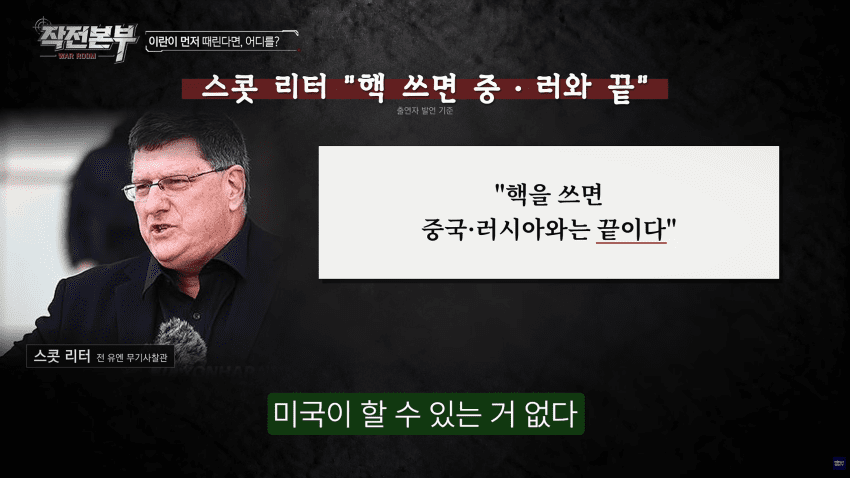 작전본부
WAR ROOM
이란이 먼저 때린다면, 어디를?
스콧 리터 "핵 쓰면 중·러와 끝"
출연자 발언 기준
"핵을 쓰면
중국·러시아와는 끝이다"
스콧 리터 전 유엔 무기사찰관
미국이 할 수 있는 거 없다